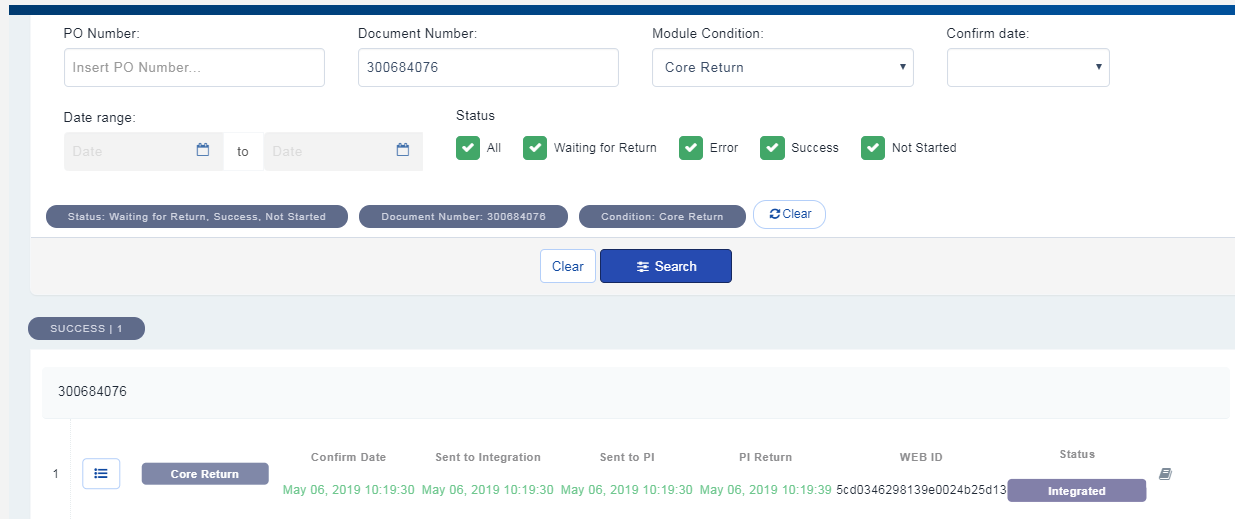 PO Number:
Document Number:
Module Condition:
Confirm date:
Insert PO Number...
300684076
Core Return
Date range:
Status
Date
to
Date
All
Waiting for Return
Error
Success
Not Started
Status: Waiting for Return, Success, Not Started
Document Number: 300684076
Condition: Core Return
Clear
Clear
Search
SUCCESS | 1
300684076
Confirm Date
Sent to Integration
Sent to PI
PI Return
WEB ID
Status
1
Core Return
May 06, 2019 10:19:30
May 06, 2019 10:19:30
May 06, 2019 10:19:30
May 06, 2019 10:19:39
5cd0346298139e0024b25d13
Integrated